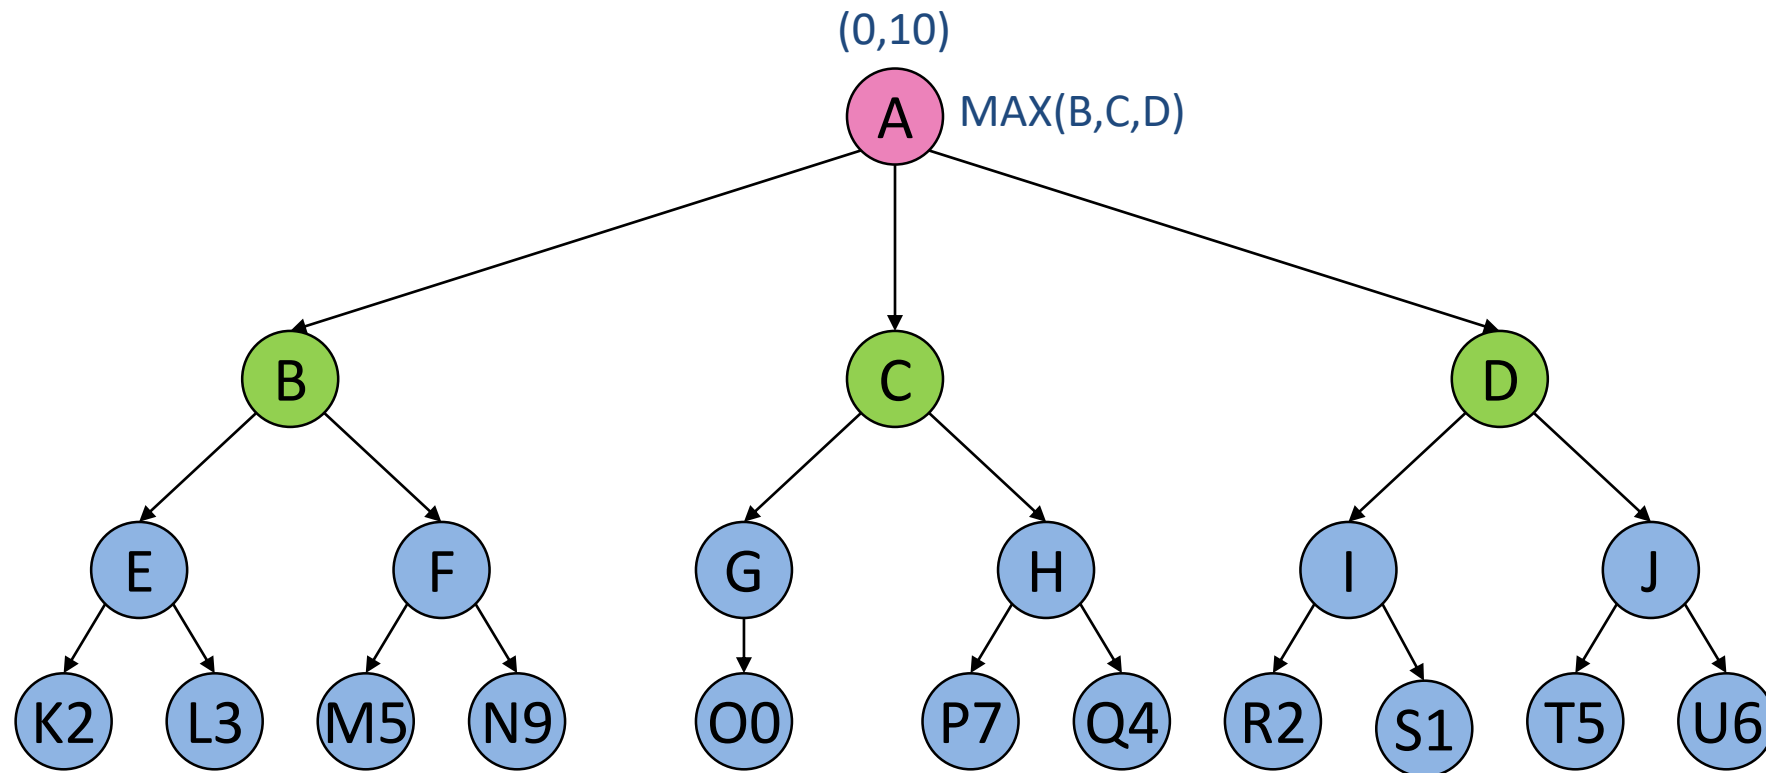 (0,10)
A MAX(B,C,D)
B C D
E F G H I J
K2 L3 M5 N9 O0 P7 Q4 R2 S1 T5 U6